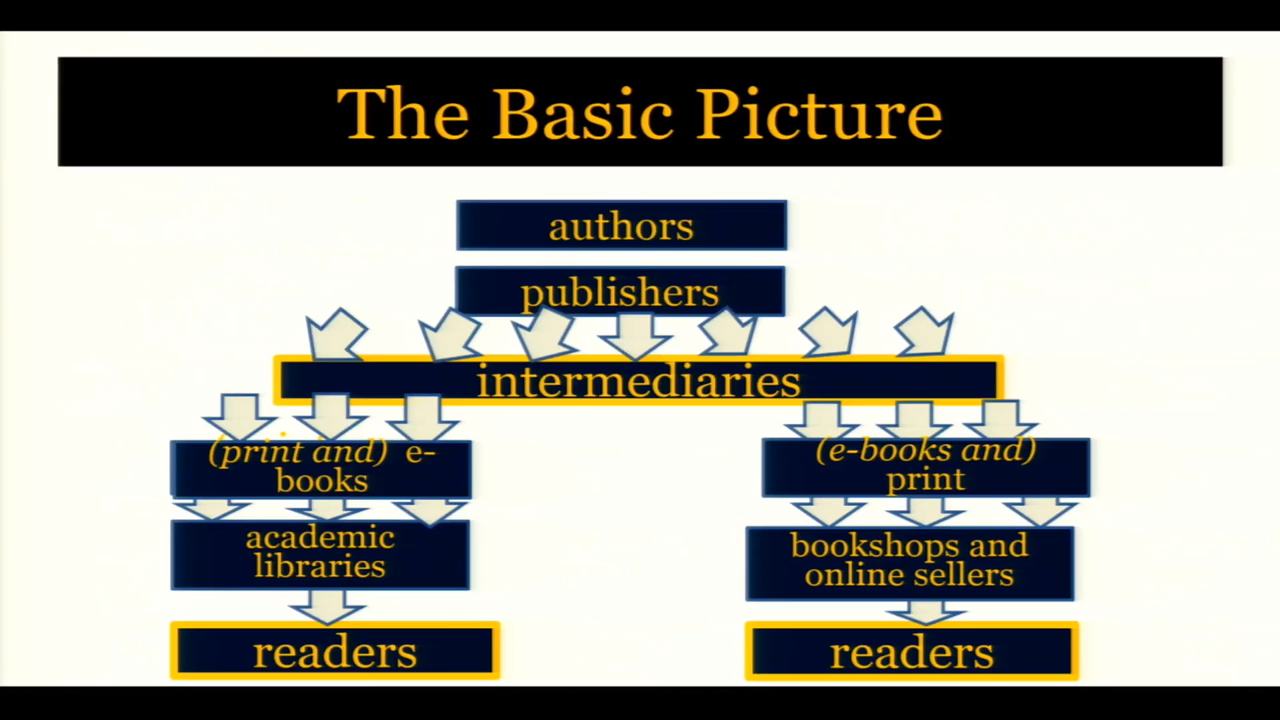 The Basic Picture
authors
publishers
intermediaries
(print and) e-
books
academic
libraries
readers
(e-books and)
print
bookshops and
online sellers
readers